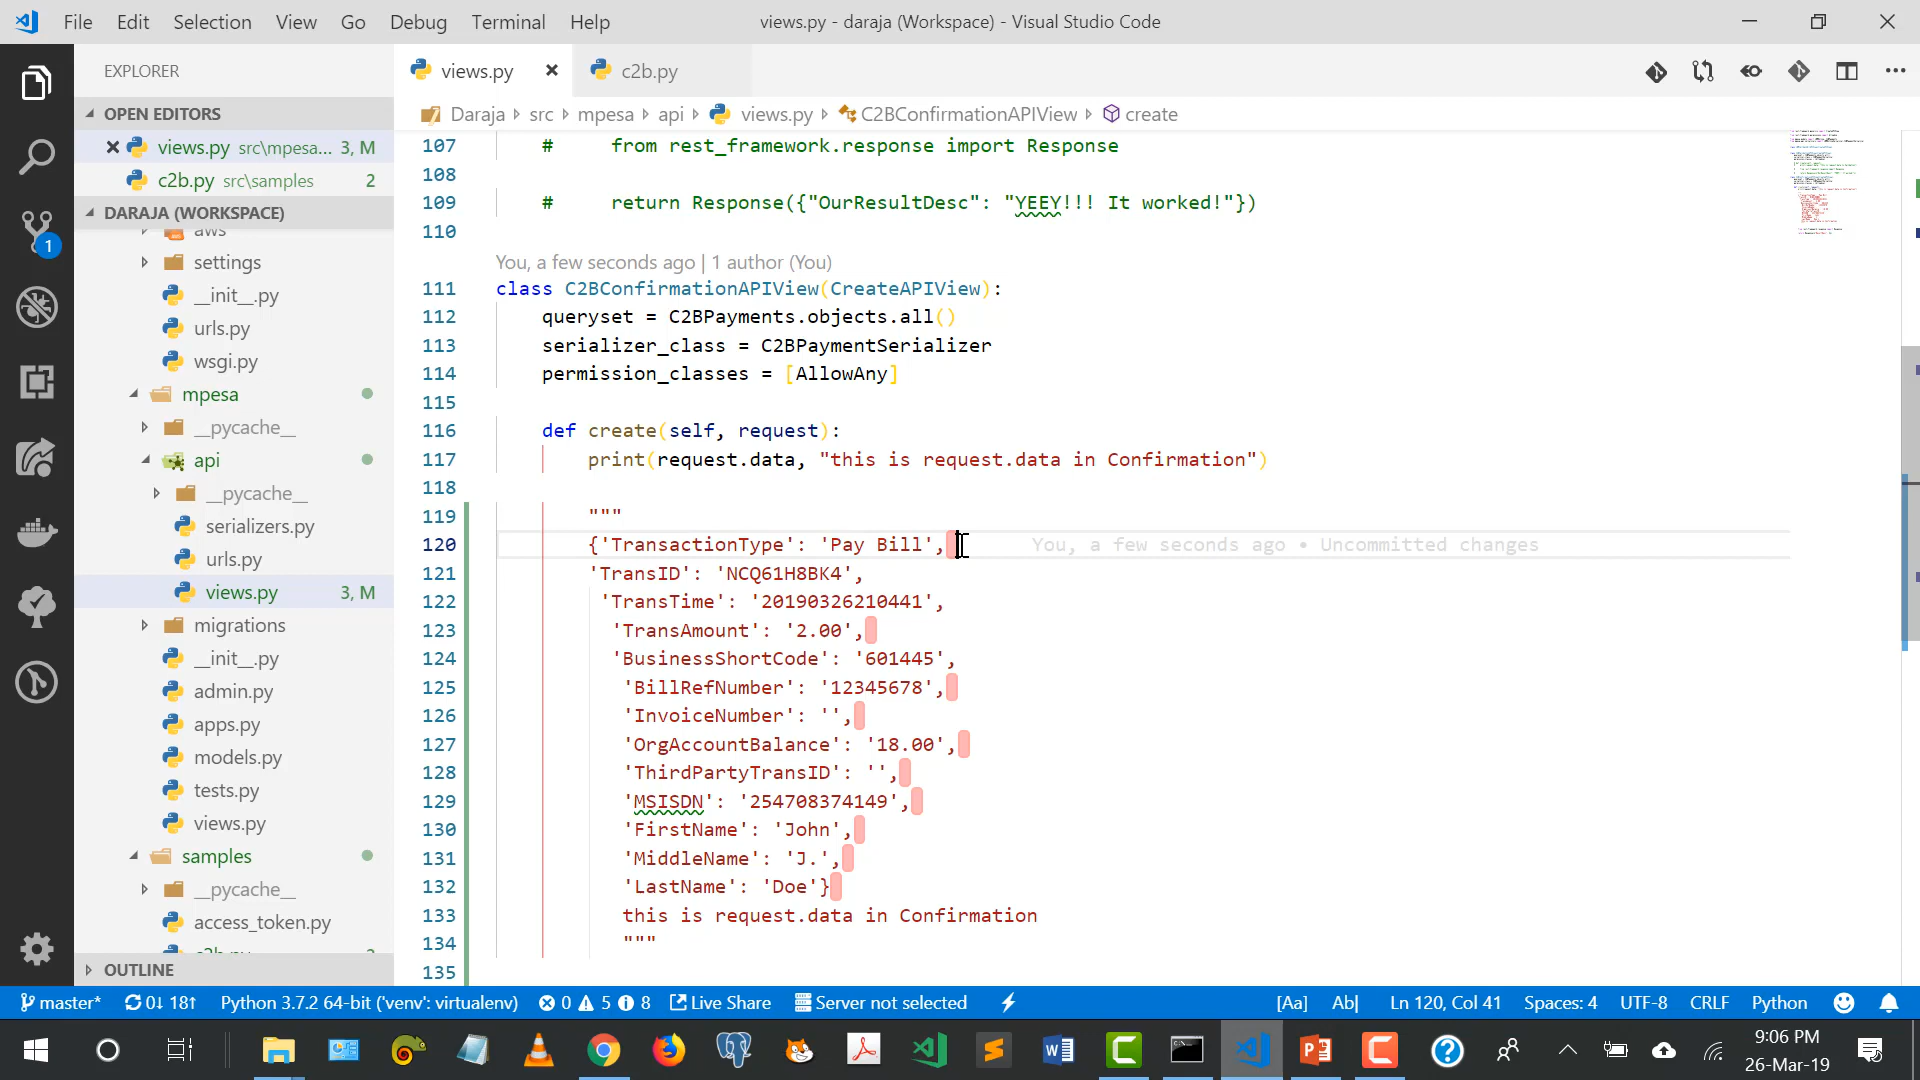 File Edit Selection View Go Debug Terminal Help
views.py - daraja (Workspace) - Visual Studio Code
EXPLORER
OPEN EDITORS
views.py src\mpesa... 3, M
c2b.py src\samples 2
DARAJA (WORKSPACE)
aws
settings
__init__.py
urls.py
wsgi.py
mpesa
__pycache__
api
__pycache__
serializers.py
urls.py
views.py 3, M
migrations
__init__.py
admin.py
apps.py
models.py
tests.py
views.py
samples
__pycache__
access_token.py
OUTLINE
1
views.py
c2b.py
Daraja src mpesa api views.py C2BConfirmationAPIView create
107 # from rest_framework.response import Response
108
109 # return Response({"OurResultDesc": "YEEY!!! It worked!"})
110
You, a few seconds ago | 1 author (You)
111 class C2BConfirmationAPIView(CreateAPIView):
112 queryset = C2BPayments.objects.all()
113 serializer_class = C2BPaymentSerializer
114 permission_classes = [AllowAny]
115
116 def create(self, request):
117 print(request.data, "this is request.data in Confirmation")
118
119 """
120 {'TransactionType': 'Pay Bill', You, a few seconds ago • Uncommitted changes
121 'TransID': 'NCQ61H8BK4',
122 'TransTime': '20190326210441',
123 'TransAmount': '2.00',
124 'BusinessShortCode': '601445',
125 'BillRefNumber': '12345678',
126 'InvoiceNumber': '',
127 'OrgAccountBalance': '18.00',
128 'ThirdPartyTransID': '',
129 'MSISDN': '254708374149',
130 'FirstName': 'John',
131 'MiddleName': 'J.',
132 'LastName': 'Doe'}
133 this is request.data in Confirmation
134 """
135
master* 0↓ 18↑ Python 3.7.2 64-bit ('venv': virtualenv) 0 5 8 Live Share Server not selected [Aa] Ab| Ln 120, Col 41 Spaces: 4 UTF-8 CRLF Python
9:06 PM
26-Mar-19